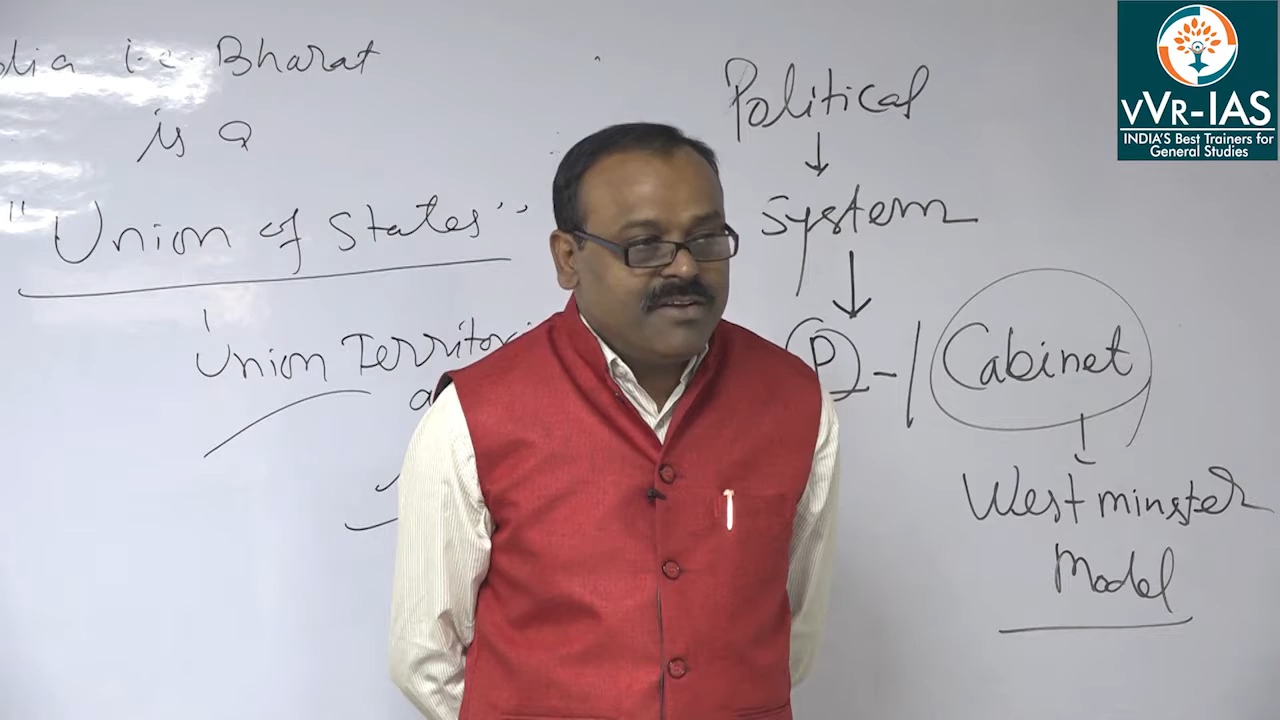 i.e. Bharat
is a
"Union of States"
Union
Political
↓
System
↓
P - / Cabinet
Westminster
Model
vVr-IAS
INDIA'S Best Trainers for
General Studies